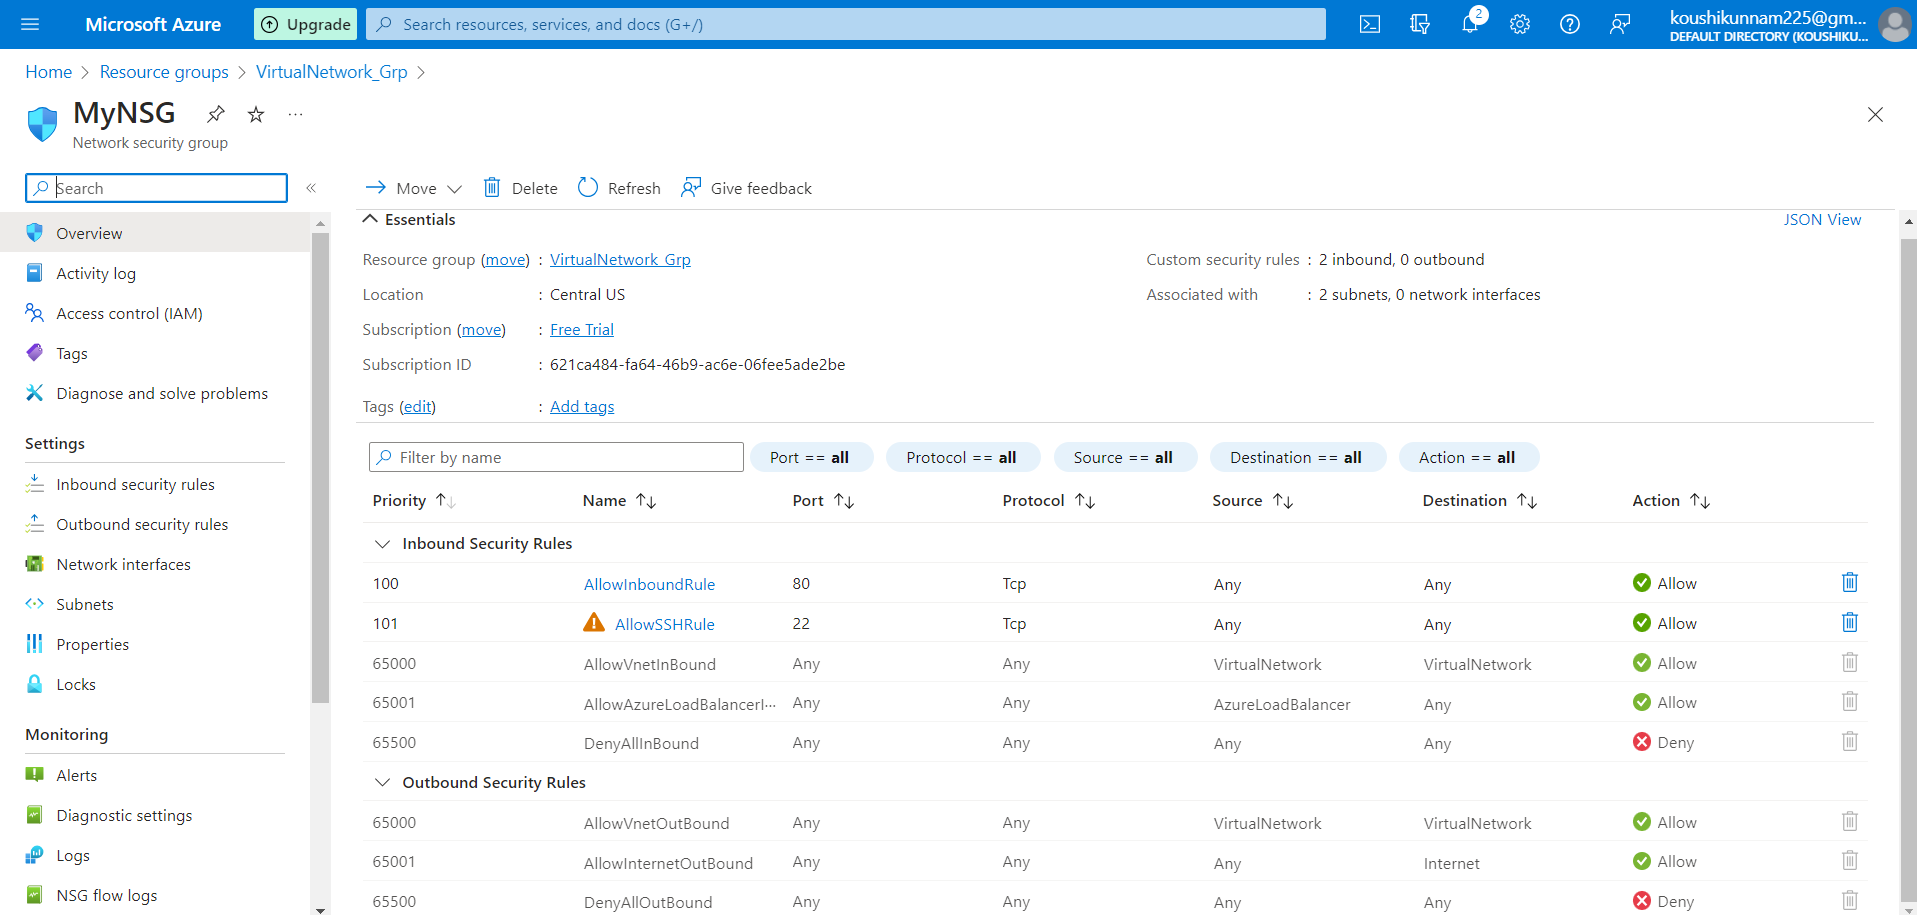 Microsoft Azure
Upgrade
Search resources, services, and docs (G+/)
2
koushikunnam225@gm...
DEFAULT DIRECTORY (KOUSHIKU...
Home > Resource groups > VirtualNetwork_Grp >
MyNSG ...
Network security group
Search «
Move Delete Refresh Give feedback
Overview
Activity log
Access control (IAM)
Tags
Diagnose and solve problems
Settings
Inbound security rules
Outbound security rules
Network interfaces
Subnets
Properties
Locks
Monitoring
Alerts
Diagnostic settings
Logs
NSG flow logs
Essentials JSON View
Resource group (move) : VirtualNetwork_Grp
Location : Central US
Subscription (move) : Free Trial
Subscription ID : 621ca484-fa64-46b9-ac6e-06fee5ade2be
Tags (edit) : Add tags
Custom security rules : 2 inbound, 0 outbound
Associated with : 2 subnets, 0 network interfaces
Filter by name Port == all Protocol == all Source == all Destination == all Action == all
Priority Name Port Protocol Source Destination Action
Inbound Security Rules
100 AllowInboundRule 80 Tcp Any Any Allow
101 AllowSSHRule 22 Tcp Any Any Allow
65000 AllowVnetInBound Any Any VirtualNetwork VirtualNetwork Allow
65001 AllowAzureLoadBalancerI... Any Any AzureLoadBalancer Any Allow
65500 DenyAllInBound Any Any Any Any Deny
Outbound Security Rules
65000 AllowVnetOutBound Any Any VirtualNetwork VirtualNetwork Allow
65001 AllowInternetOutBound Any Any Any Internet Allow
65500 DenyAllOutBound Any Any Any Any Deny